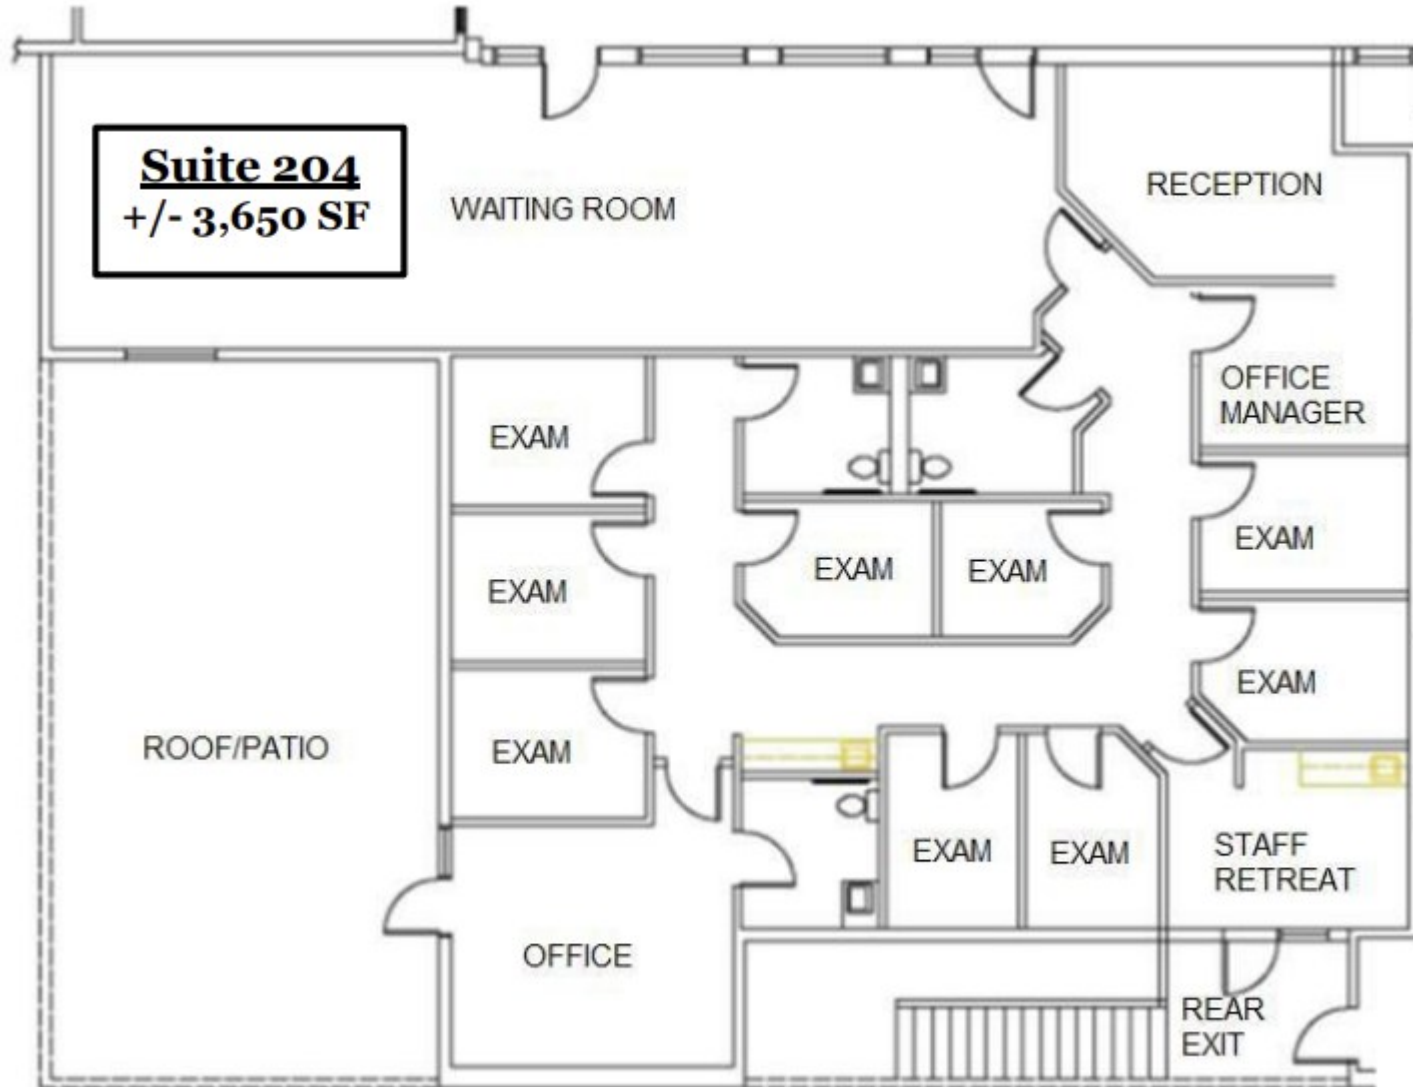 Suite 204
+/- 3,650 SF
WAITING ROOM
RECEPTION
OFFICE
MANAGER
EXAM
EXAM
EXAM
EXAM
EXAM
EXAM
EXAM
ROOF/PATIO
EXAM
EXAM
EXAM
STAFF
RETREAT
OFFICE
REAR
EXIT